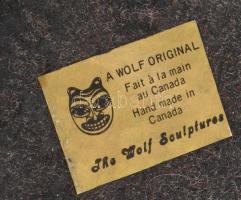 A WOLF ORIGINAL
Fait à la main
au Canada
Hand made in
Canada
The Wolf Sculptures